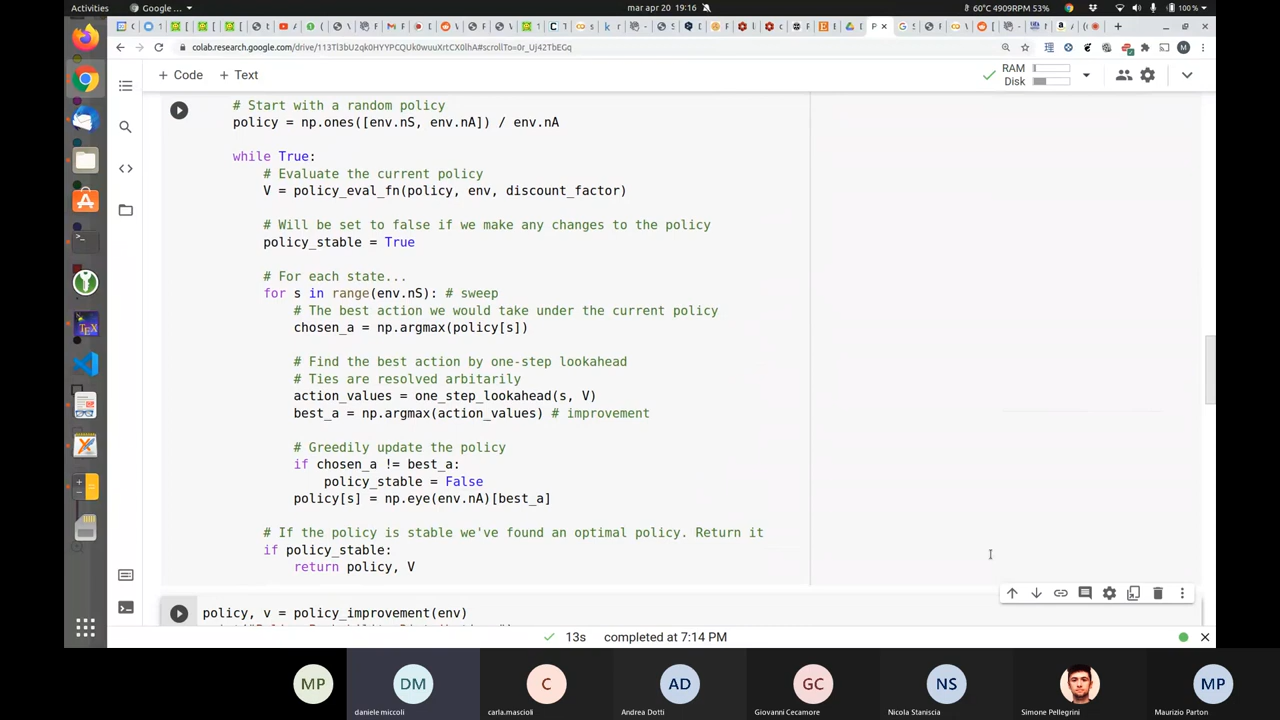 Activities
Google ...
mar apr 20 19:16
60°C 4909RPM 53%
100 %
colab.research.google.com/drive/113Tl3bU2qk0HYYPCQUk0wuuXrtCX0lhA#scrollTo=0r_Uj42TbEGq
+ Code + Text
RAM
Disk
# Start with a random policy
policy = np.ones([env.nS, env.nA]) / env.nA
while True:
# Evaluate the current policy
V = policy_eval_fn(policy, env, discount_factor)
# Will be set to false if we make any changes to the policy
policy_stable = True
# For each state...
for s in range(env.nS): # sweep
# The best action we would take under the current policy
chosen_a = np.argmax(policy[s])
# Find the best action by one-step lookahead
# Ties are resolved arbitarily
action_values = one_step_lookahead(s, V)
best_a = np.argmax(action_values) # improvement
# Greedily update the policy
if chosen_a != best_a:
policy_stable = False
policy[s] = np.eye(env.nA)[best_a]
# If the policy is stable we've found an optimal policy. Return it
if policy_stable:
return policy, V
policy, v = policy_improvement(env)
13s completed at 7:14 PM
MP
DM
daniele miccoli
C
carla.mascioli
AD
Andrea Dotti
GC
Giovanni Cecamore
NS
Nicola Staniscia
Simone Pellegrini
MP
Maurizio Parton